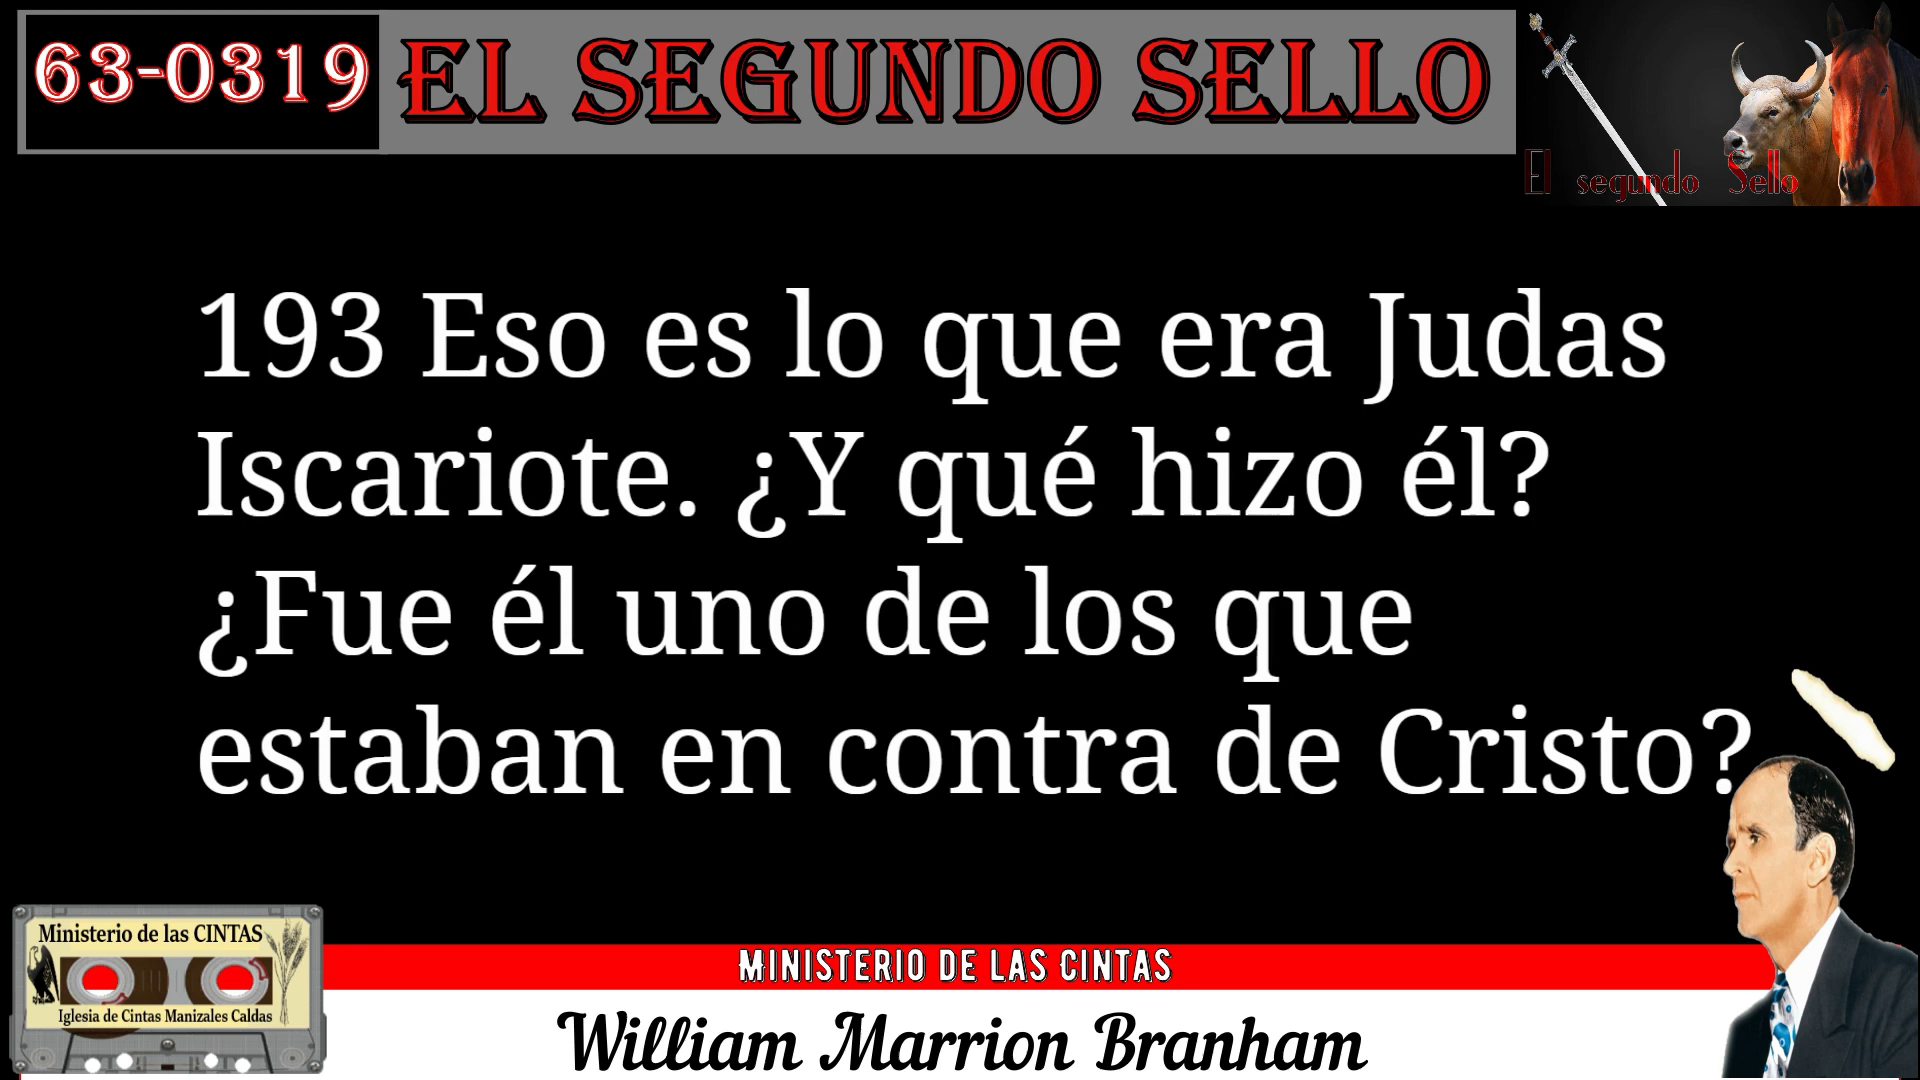 63-0319
EL SEGUNDO SELLO
El segundo Sello
193 Eso es lo que era Judas
Iscariote. ¿Y qué hizo él?
¿Fue él uno de los que
estaban en contra de Cristo?
Ministerio de las CINTAS
Iglesia de Cintas Manizales Caldas
MINISTERIO DE LAS CINTAS
William Marrion Branham